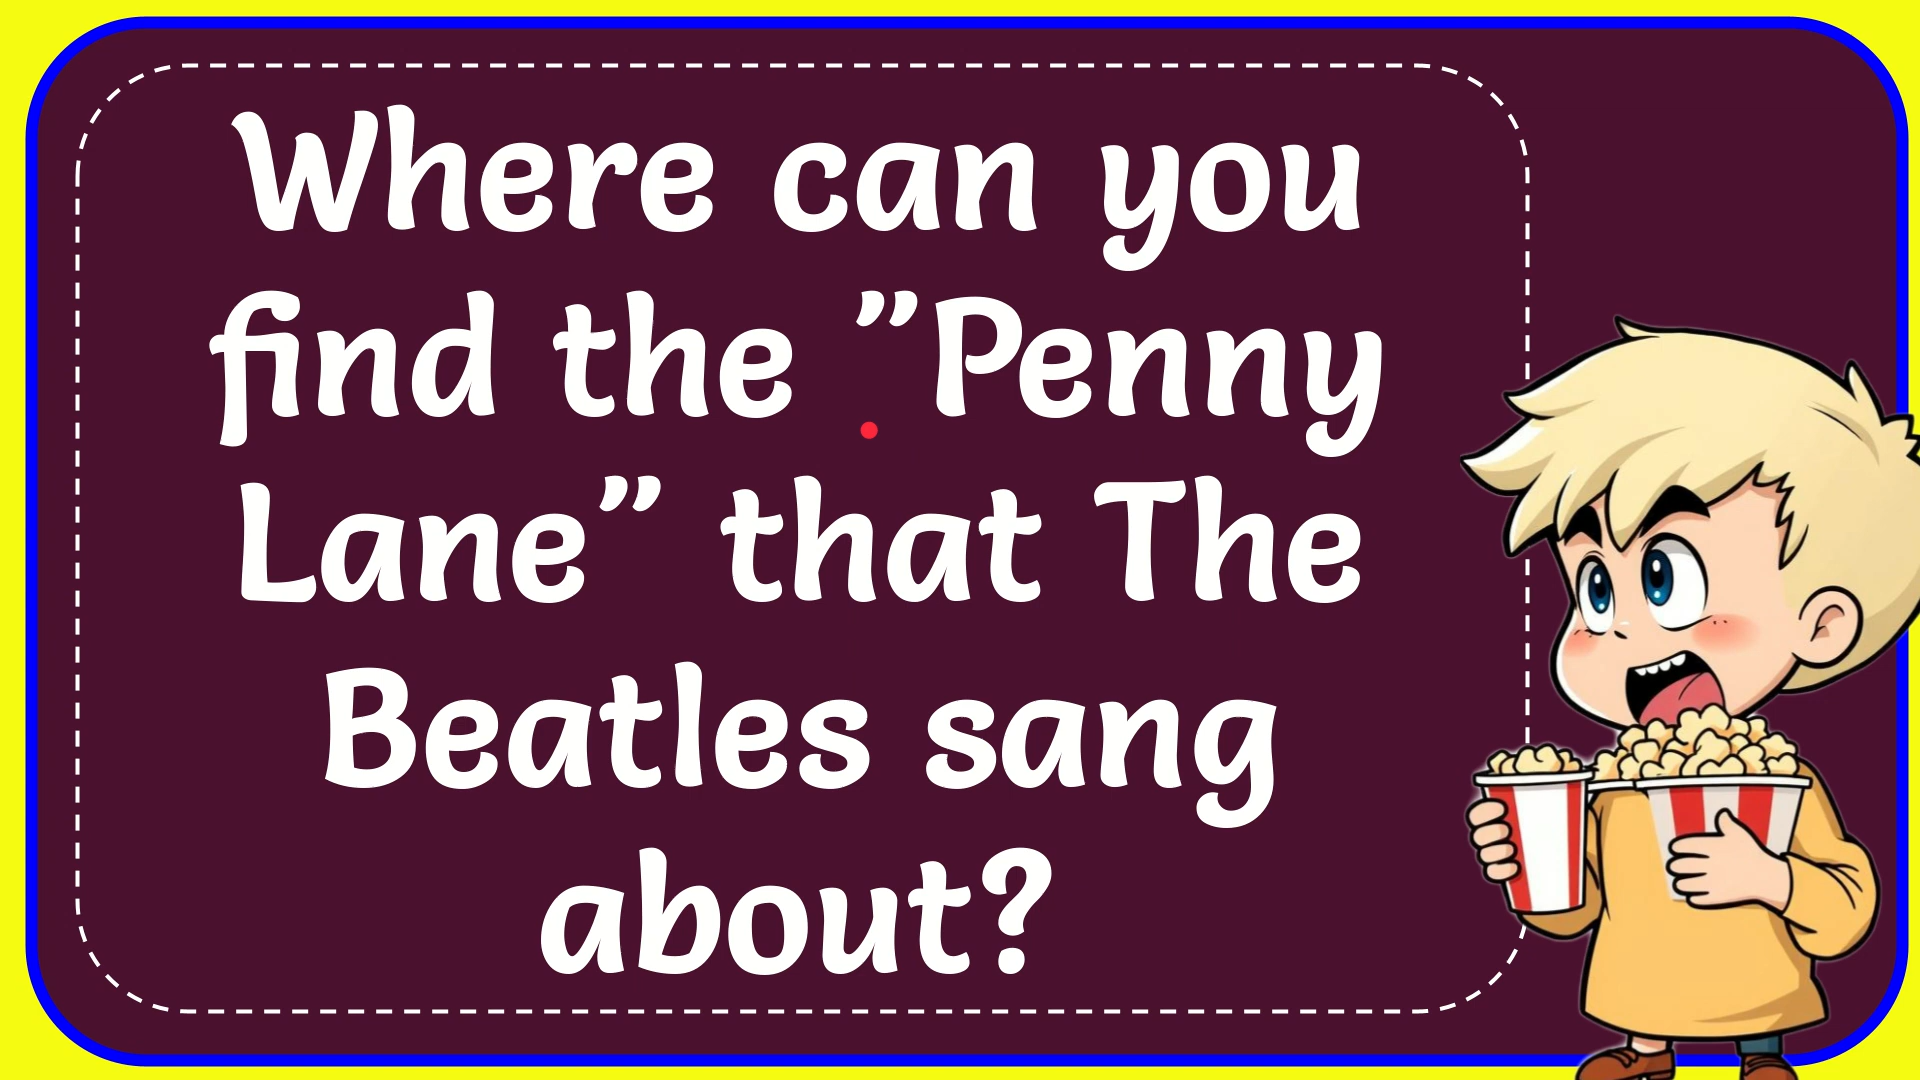 Where can you
find the "Penny
Lane" that The
Beatles sang
about?